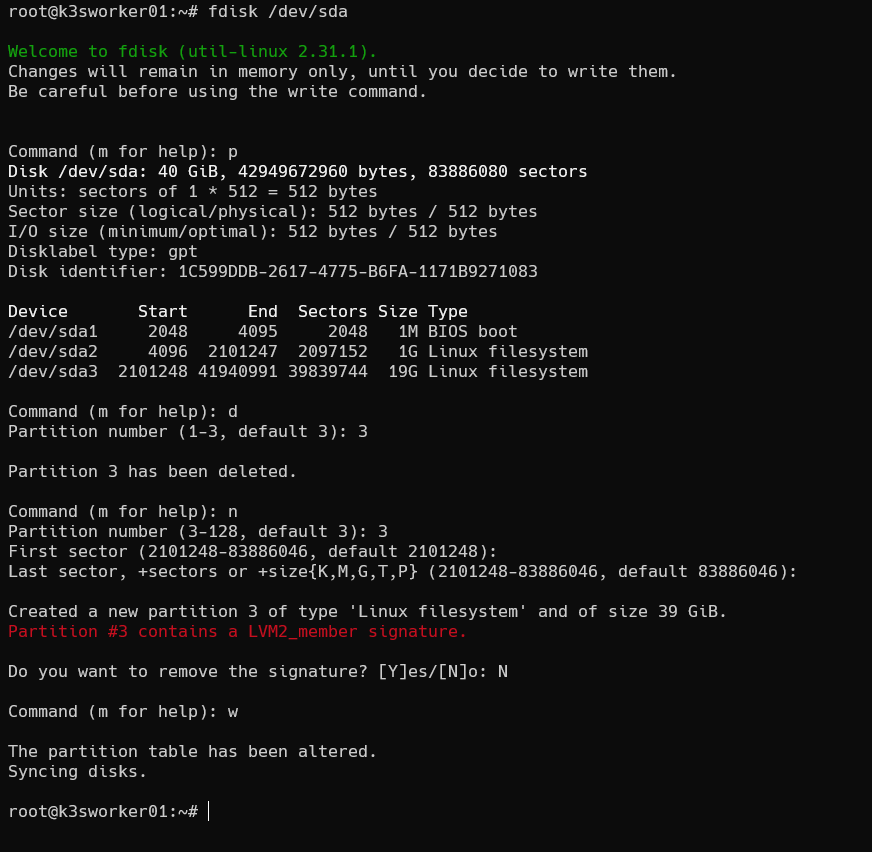 root@k3sworker01:~# fdisk /dev/sda
Welcome to fdisk (util-linux 2.31.1).
Changes will remain in memory only, until you decide to write them.
Be careful before using the write command.
Command (m for help): p
Disk /dev/sda: 40 GiB, 42949672960 bytes, 83886080 sectors
Units: sectors of 1 * 512 = 512 bytes
Sector size (logical/physical): 512 bytes / 512 bytes
I/O size (minimum/optimal): 512 bytes / 512 bytes
Disklabel type: gpt
Disk identifier: 1C599DDB-2617-4775-B6FA-1171B9271083
Device       Start      End  Sectors Size Type
/dev/sda1     2048     4095     2048   1M BIOS boot
/dev/sda2     4096  2101247  2097152   1G Linux filesystem
/dev/sda3  2101248 41940991 39839744  19G Linux filesystem
Command (m for help): d
Partition number (1-3, default 3): 3
Partition 3 has been deleted.
Command (m for help): n
Partition number (3-128, default 3): 3
First sector (2101248-83886046, default 2101248):
Last sector, +sectors or +size{K,M,G,T,P} (2101248-83886046, default 83886046):
Created a new partition 3 of type 'Linux filesystem' and of size 39 GiB.
Partition #3 contains a LVM2_member signature.
Do you want to remove the signature? [Y]es/[N]o: N
Command (m for help): w
The partition table has been altered.
Syncing disks.
root@k3sworker01:~#